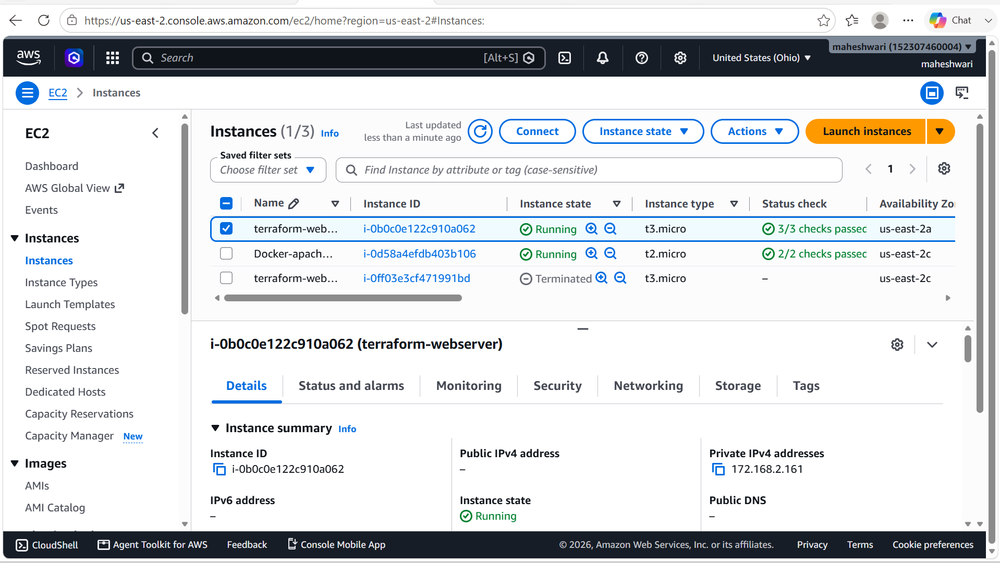 https://us-east-2.console.aws.amazon.com/ec2/home?region=us-east-2#Instances:
Chat
aws
Search
[Alt+S]
United States (Ohio)
maheshwari (152307460004)
maheshwari
EC2
Instances
EC2
Dashboard
AWS Global View
Events
Instances
Instances
Instance Types
Launch Templates
Spot Requests
Savings Plans
Reserved Instances
Dedicated Hosts
Capacity Reservations
Capacity Manager New
Images
AMIs
AMI Catalog
Instances (1/3) Info
Last updated
less than a minute ago
Connect
Instance state
Actions
Launch instances
Saved filter sets
Choose filter set
Find Instance by attribute or tag (case-sensitive)
1
Name Instance ID Instance state Instance type Status check Availability Zo
terraform-web... i-0b0c0e122c910a062 Running t3.micro 3/3 checks passed us-east-2a
Docker-apach... i-0d58a4efdb403b106 Running t2.micro 2/2 checks passed us-east-2c
terraform-web... i-0ff03e3cf471991bd Terminated t3.micro – us-east-2c
i-0b0c0e122c910a062 (terraform-webserver)
Details Status and alarms Monitoring Security Networking Storage Tags
Instance summary Info
Instance ID
i-0b0c0e122c910a062
Public IPv4 address
–
Private IPv4 addresses
172.168.2.161
IPv6 address
–
Instance state
Running
Public DNS
–
CloudShell Agent Toolkit for AWS Feedback Console Mobile App © 2026, Amazon Web Services, Inc. or its affiliates. Privacy Terms Cookie preferences